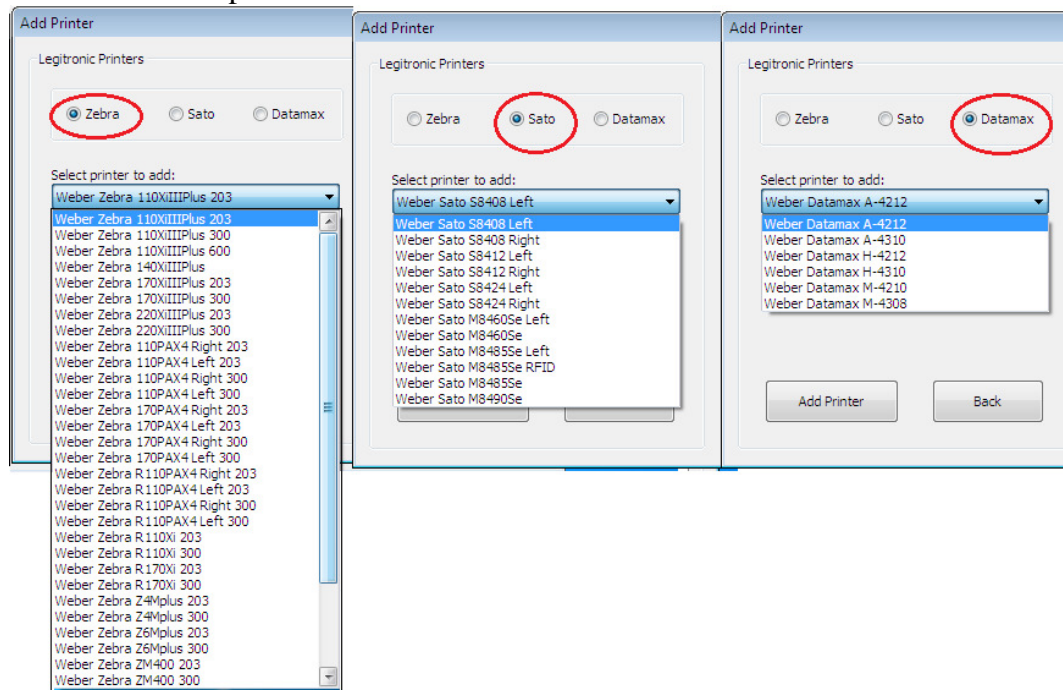 Add Printer
Legitronic Printers
Zebra
Sato
Datamax
Select printer to add:
Weber Zebra 110XiIIIPlus 203
Weber Zebra 110XiIIIPlus 203
Weber Zebra 110XiIIIPlus 300
Weber Zebra 110XiIIIPlus 600
Weber Zebra 140XiIIIPlus
Weber Zebra 170XiIIIPlus 203
Weber Zebra 170XiIIIPlus 300
Weber Zebra 220XiIIIPlus 203
Weber Zebra 220XiIIIPlus 300
Weber Zebra 110PAX4 Right 203
Weber Zebra 110PAX4 Left 203
Weber Zebra 110PAX4 Right 300
Weber Zebra 110PAX4 Left 300
Weber Zebra 170PAX4 Right 203
Weber Zebra 170PAX4 Left 203
Weber Zebra 170PAX4 Right 300
Weber Zebra 170PAX4 Left 300
Weber Zebra R110PAX4 Right 203
Weber Zebra R110PAX4 Left 203
Weber Zebra R110PAX4 Right 300
Weber Zebra R110PAX4 Left 300
Weber Zebra R110Xi 203
Weber Zebra R110Xi 300
Weber Zebra R170Xi 203
Weber Zebra R170Xi 300
Weber Zebra Z4Mplus 203
Weber Zebra Z4Mplus 300
Weber Zebra Z6Mplus 203
Weber Zebra Z6Mplus 300
Weber Zebra ZM400 203
Weber Zebra ZM400 300
Add Printer
Legitronic Printers
Zebra
Sato
Datamax
Select printer to add:
Weber Sato S8408 Left
Weber Sato S8408 Left
Weber Sato S8408 Right
Weber Sato S8412 Left
Weber Sato S8412 Right
Weber Sato S8424 Left
Weber Sato S8424 Right
Weber Sato M8460Se Left
Weber Sato M8460Se
Weber Sato M8485Se Left
Weber Sato M8485Se RFID
Weber Sato M8485Se
Weber Sato M8490Se
Add Printer
Legitronic Printers
Zebra
Sato
Datamax
Select printer to add:
Weber Datamax A-4212
Weber Datamax A-4212
Weber Datamax A-4310
Weber Datamax H-4212
Weber Datamax H-4310
Weber Datamax M-4210
Weber Datamax M-4308
Add Printer
Back